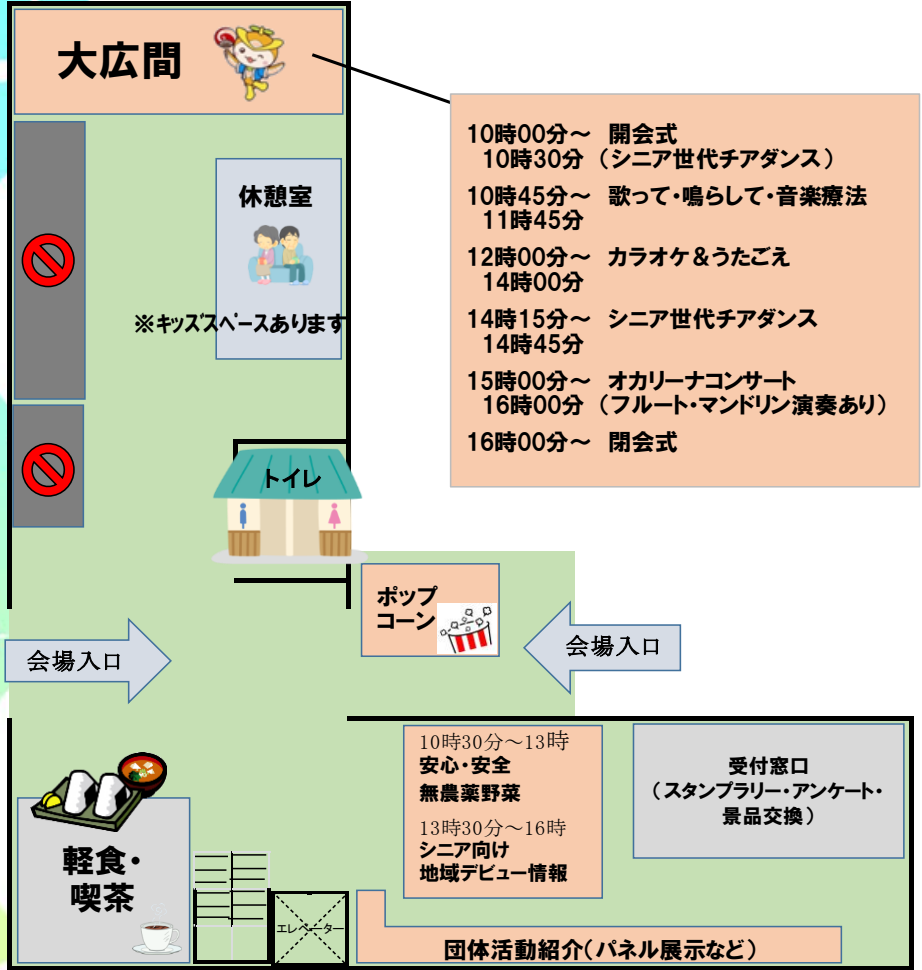 大広間
10時00分～ 開会式
10時30分 （シニア世代チアダンス）
10時45分～ 歌って・鳴らして・音楽療法
11時45分
12時00分～ カラオケ＆うたごえ
14時00分
14時15分～ シニア世代チアダンス
14時45分
15時00分～ オカリーナコンサート
16時00分 （フルート・マンドリン演奏あり）
16時00分～ 閉会式
休憩室
※キッズスペースあります
トイレ
ポップ
コーン
会場入口
会場入口
10時30分～13時
安心・安全
無農薬野菜
13時30分～16時
シニア向け
地域デビュー情報
受付窓口
（スタンプラリー・アンケート・
景品交換）
軽食・
喫茶
エレベーター
団体活動紹介（パネル展示など）